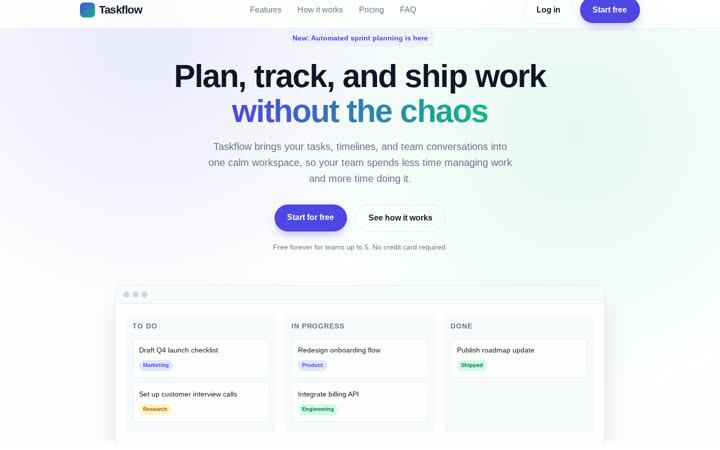 Taskflow
Features
How it works
Pricing
FAQ
Log in
Start free
New: Automated sprint planning is here
Plan, track, and ship work
without the chaos
Taskflow brings your tasks, timelines, and team conversations into
one calm workspace, so your team spends less time managing work
and more time doing it.
Start for free
See how it works
Free forever for teams up to 5. No credit card required.
TO DO
Draft Q4 launch checklist
Marketing
Set up customer interview calls
Research
IN PROGRESS
Redesign onboarding flow
Product
Integrate billing API
Engineering
DONE
Publish roadmap update
Shipped